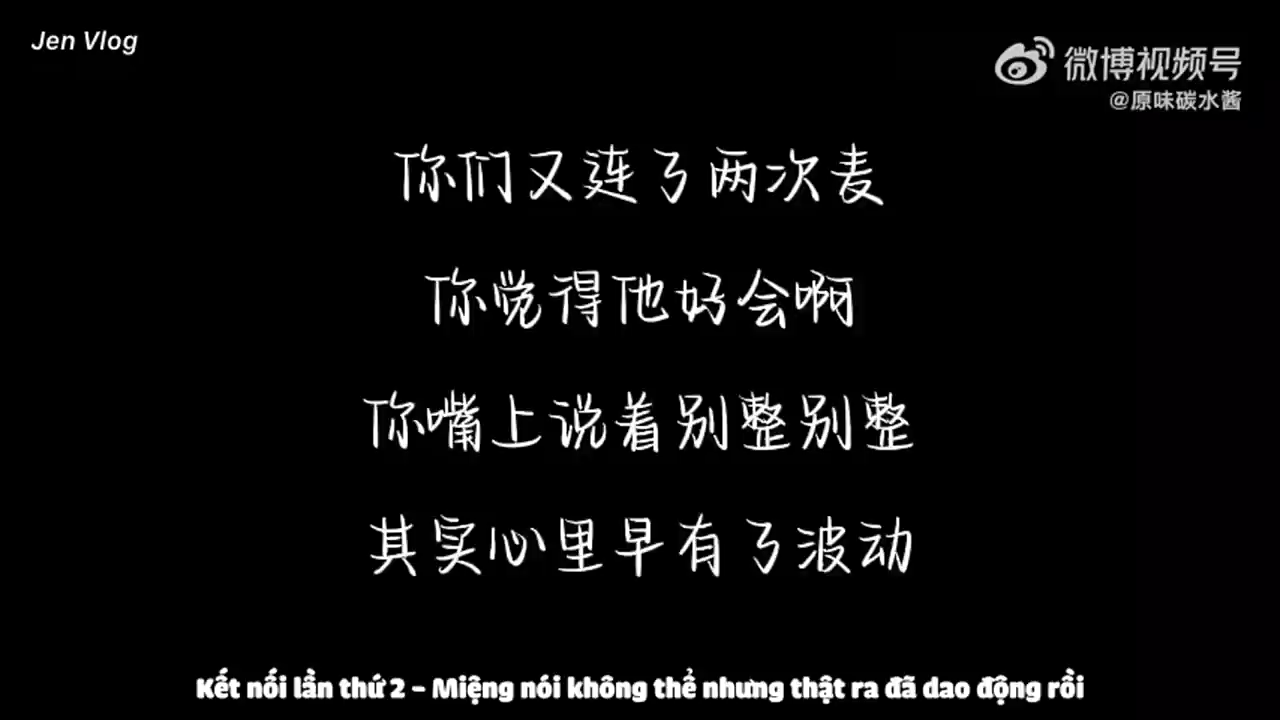 Jen Vlog
微博视频号
@原味碳水酱
你们又连了两次麦
你觉得他好会啊
你嘴上说着别整别整
其实心里早有了波动
Kết nối lần thứ 2 - Miệng nói không thể nhưng thật ra đã dao động rồi